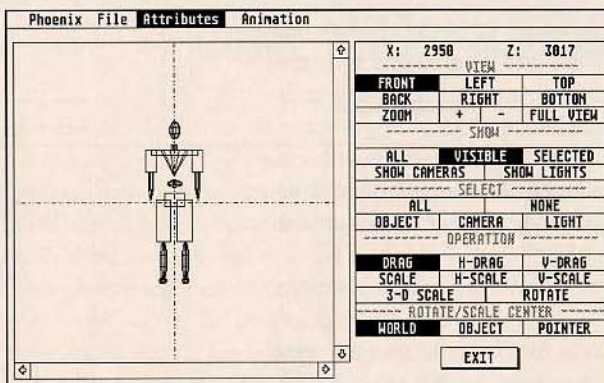 Phoenix File Attributes Animation
X: 2950 Z: 3017
VIEW
FRONT LEFT TOP
BACK RIGHT BOTTOM
ZOOM + - FULL VIEW
SHOW
ALL VISIBLE SELECTED
SHOW CAMERAS SHOW LIGHTS
SELECT
ALL NONE
OBJECT CAMERA LIGHT
OPERATION
DRAG H-DRAG V-DRAG
SCALE H-SCALE V-SCALE
3-D SCALE ROTATE
ROTATE/SCALE CENTER
WORLD OBJECT POINTER
EXIT